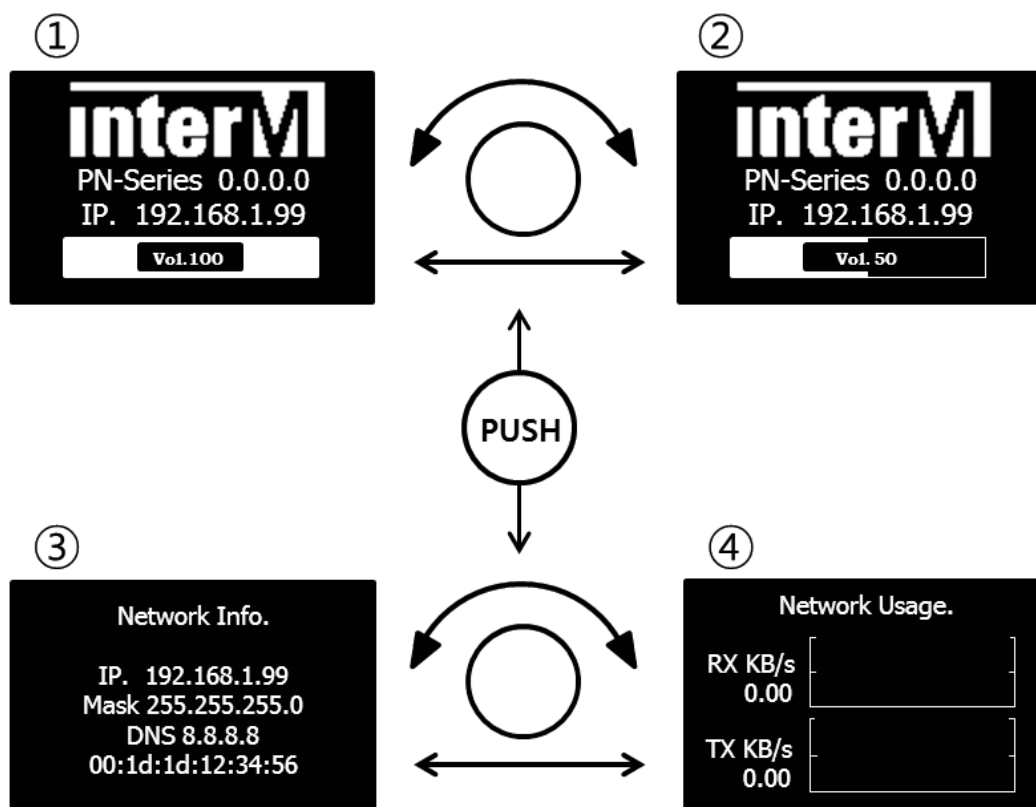 ①
interM
PN-Series 0.0.0.0
IP. 192.168.1.99
Vol.100
②
interM
PN-Series 0.0.0.0
IP. 192.168.1.99
Vol. 50
PUSH
③
Network Info.
IP. 192.168.1.99
Mask 255.255.255.0
DNS 8.8.8.8
00:1d:1d:12:34:56
④
Network Usage.
RX KB/s
0.00
TX KB/s
0.00